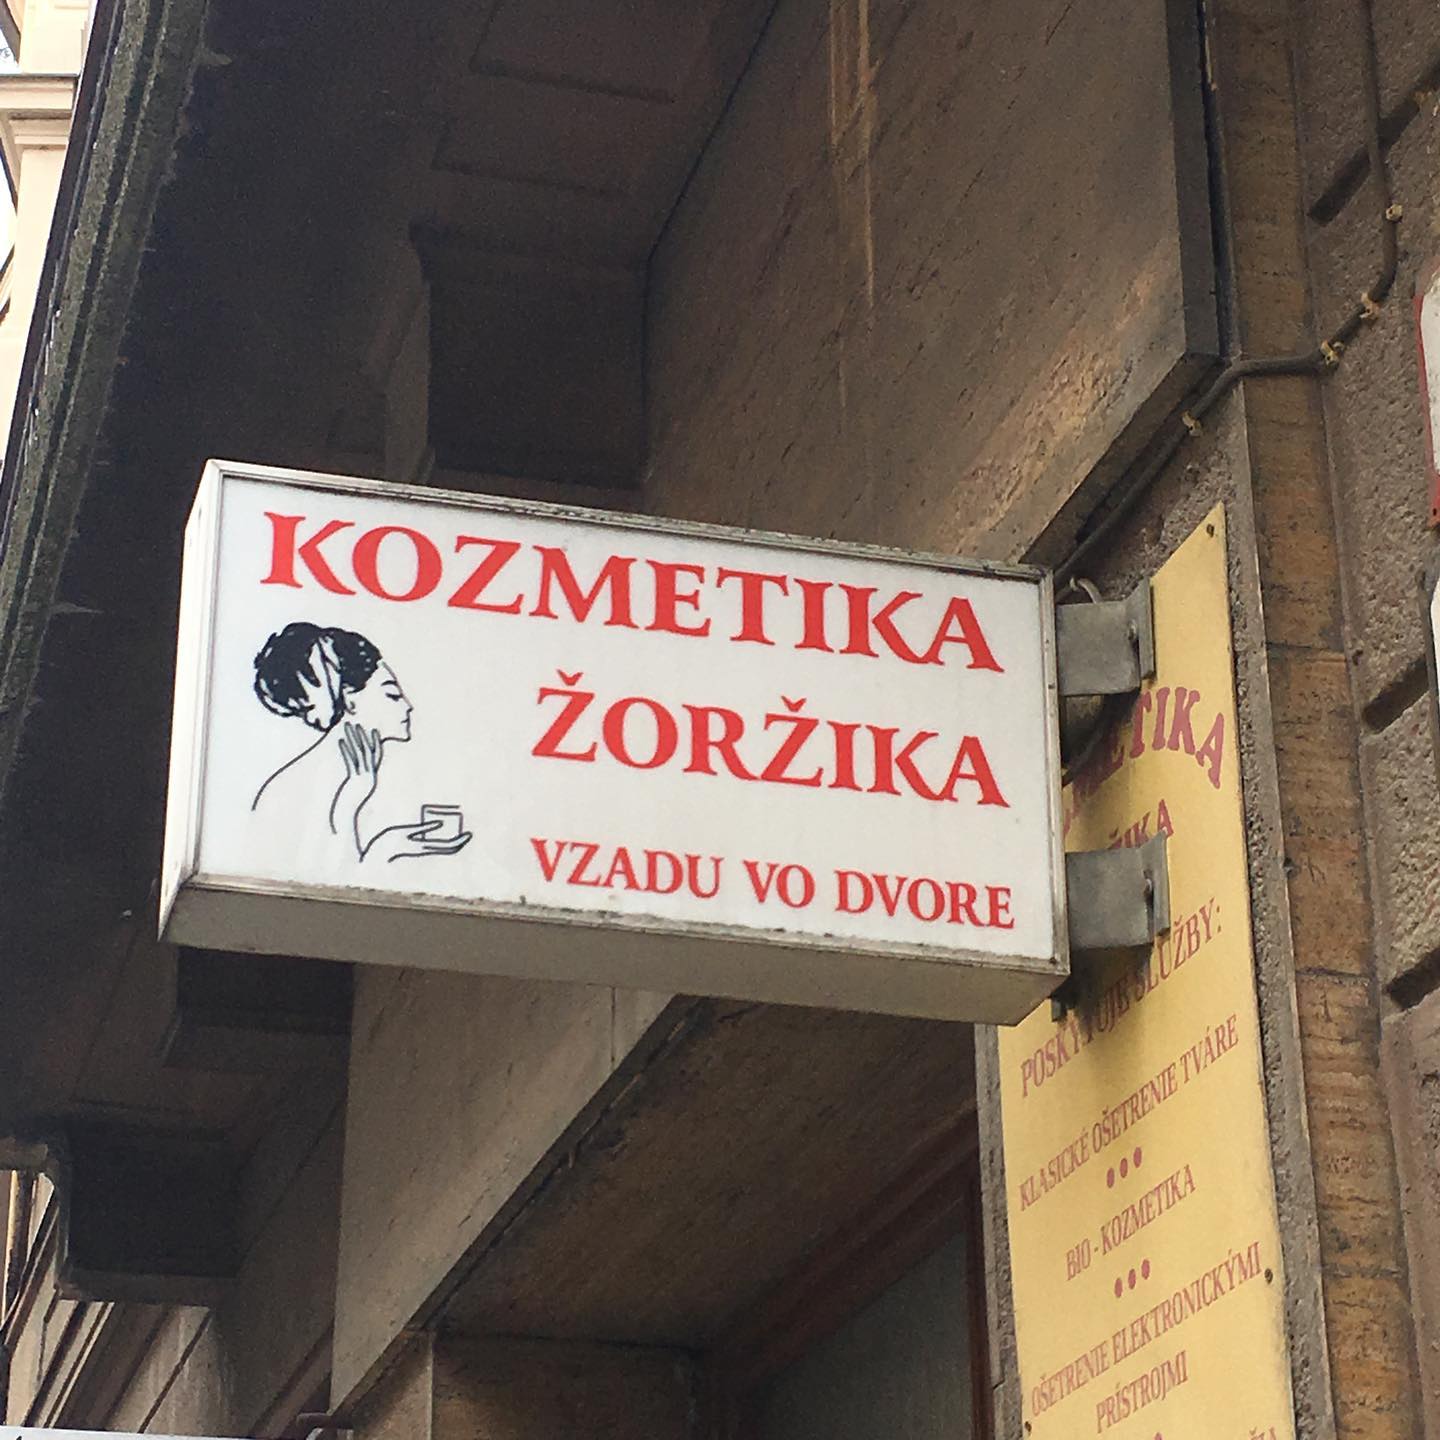 KOZMETIKA
ŽORŽIKA
VZADU VO DVORE
POSKYTUJE SLUŽBY:
KLASICKÉ OŠETRENIE TVÁRE
BIO - KOZMETIKA
OŠETRENIE ELEKTRONICKÝMI
PRÍSTROJMI